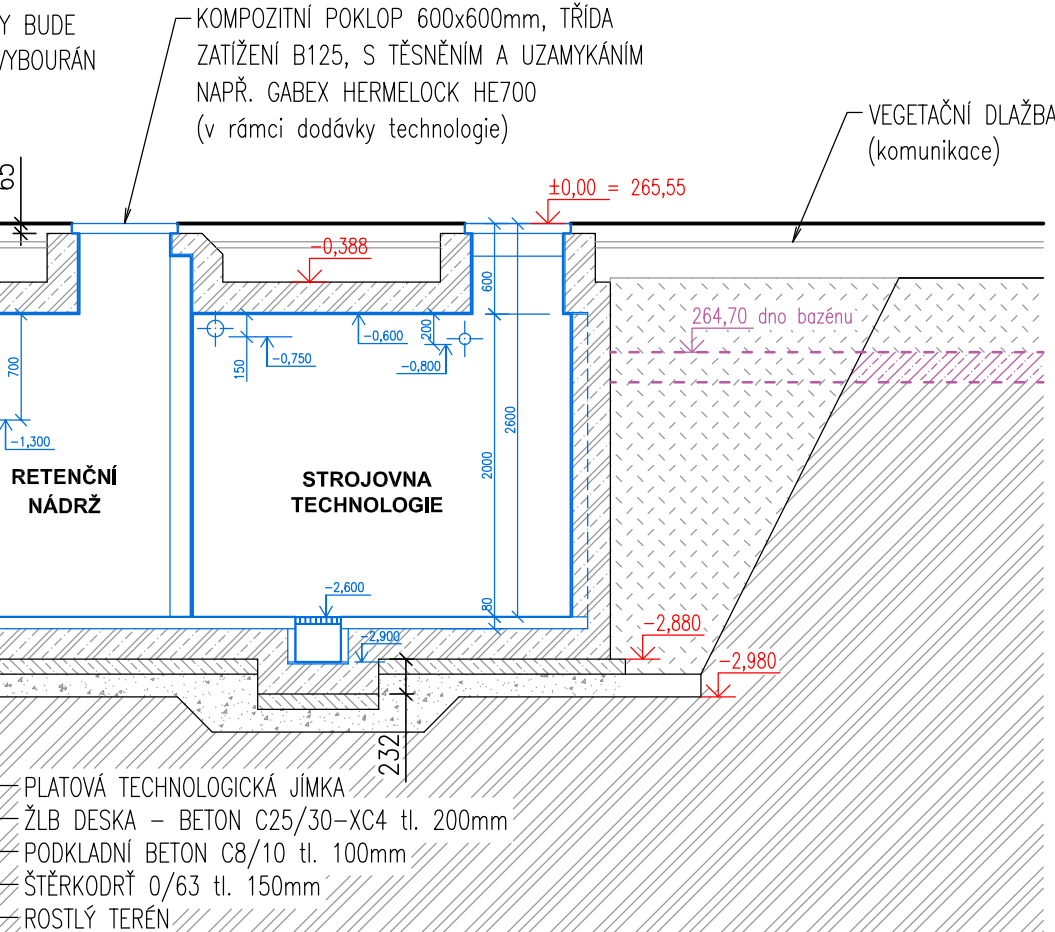 Y BUDE
VYBOURÁN
KOMPOZITNÍ POKLOP 600x600mm, TŘÍDA
ZATÍŽENÍ B125, S TĚSNĚNÍM A UZAMYKÁNÍM
NAPŘ. GABEX HERMELOCK HE700
(v rámci dodávky technologie)
VEGETAČNÍ DLAŽBA
(komunikace)
65
±0,00 = 265,55
-0,388
600
264,70 dno bazénu
200
-0,600
-0,750
-0,800
150
700
2600
-1,300
2000
RETENČNÍ
NÁDRŽ
STROJOVNA
TECHNOLOGIE
-2,600
80
-2,900
-2,880
-2,980
232
PLATOVÁ TECHNOLOGICKÁ JÍMKA
ŽLB DESKA – BETON C25/30-XC4 tl. 200mm
PODKLADNÍ BETON C8/10 tl. 100mm
ŠTĚRKODRŤ 0/63 tl. 150mm
ROSTLÝ TERÉN